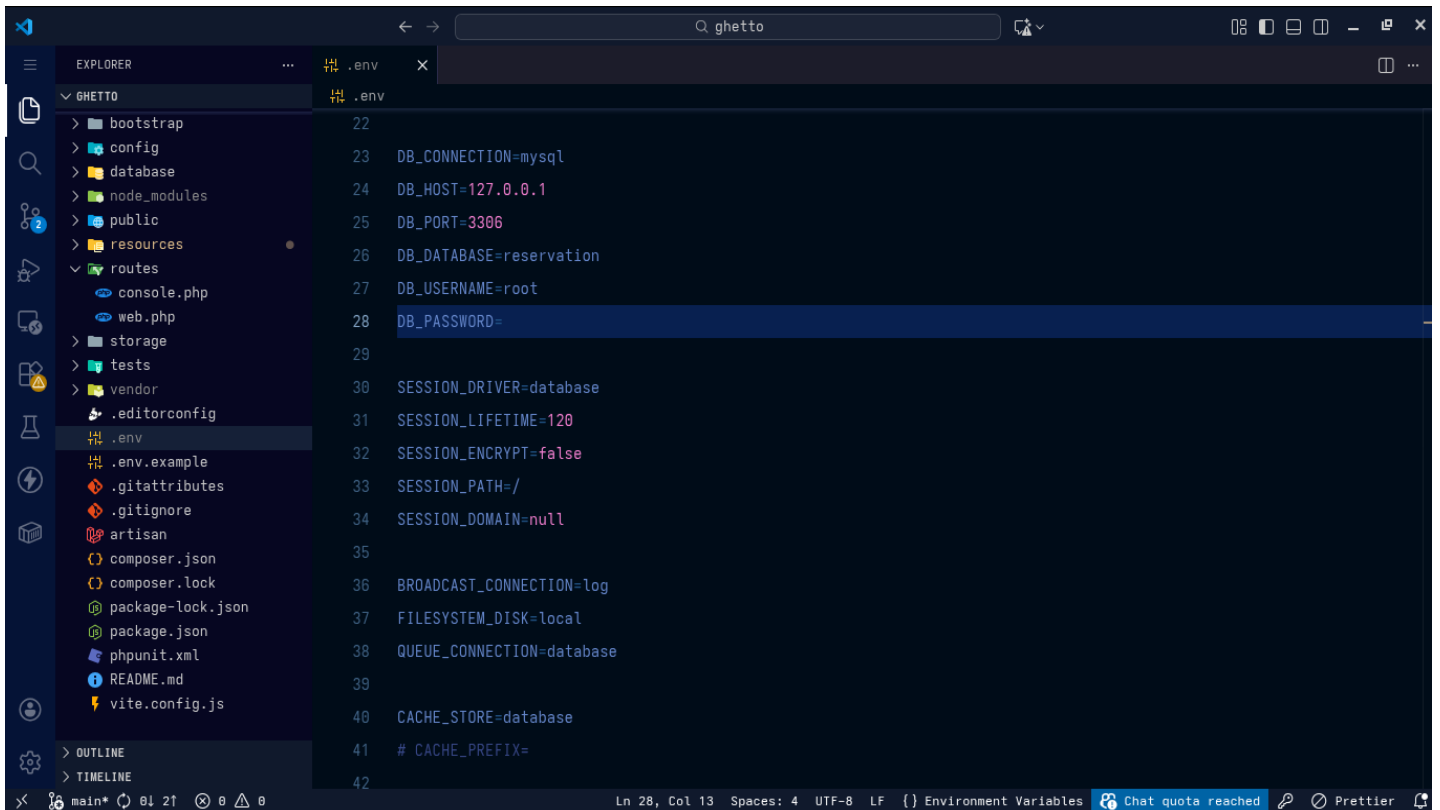 ghetto
EXPLORER
.env
GHETTO
.env
bootstrap
config
database
node_modules
public
resources
routes
console.php
web.php
storage
tests
vendor
.editorconfig
.env
.env.example
.gitattributes
.gitignore
artisan
composer.json
composer.lock
package-lock.json
package.json
phpunit.xml
README.md
vite.config.js
OUTLINE
TIMELINE
22
23 DB_CONNECTION=mysql
24 DB_HOST=127.0.0.1
25 DB_PORT=3306
26 DB_DATABASE=reservation
27 DB_USERNAME=root
28 DB_PASSWORD=
29
30 SESSION_DRIVER=database
31 SESSION_LIFETIME=120
32 SESSION_ENCRYPT=false
33 SESSION_PATH=/
34 SESSION_DOMAIN=null
35
36 BROADCAST_CONNECTION=log
37 FILESYSTEM_DISK=local
38 QUEUE_CONNECTION=database
39
40 CACHE_STORE=database
41 # CACHE_PREFIX=
42
2
main* 0↓ 2↑ 0 0 Ln 28, Col 13 Spaces: 4 UTF-8 LF {} Environment Variables Chat quota reached Prettier